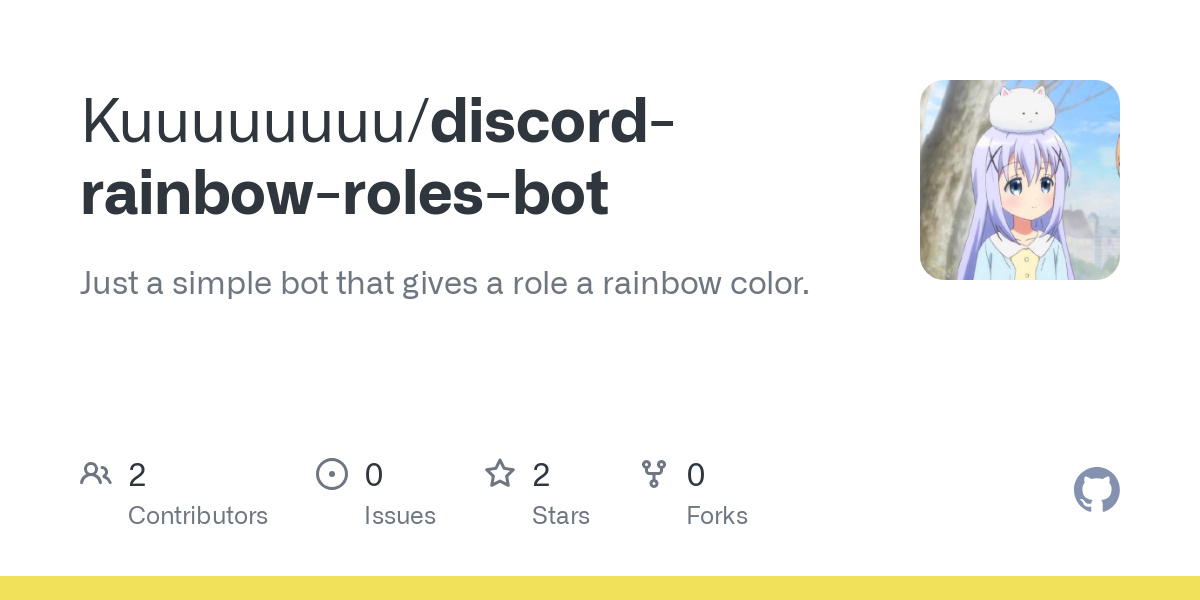 Kuuuuuuuu/discord-
rainbow-roles-bot
Just a simple bot that gives a role a rainbow color.
2 0 2 0
Contributors Issues Stars Forks